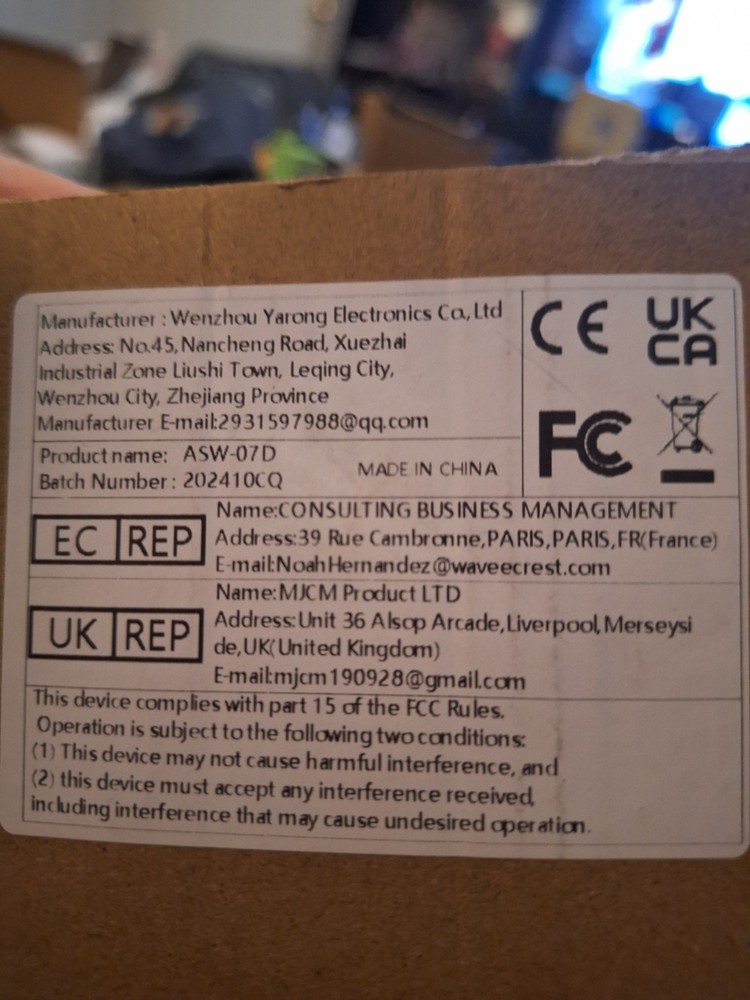 Manufacturer : Wenzhou Yarong Electronics Co., Ltd
Address: No.45, Nancheng Road, Xuezhai
Industrial Zone Liushi Town, Leqing City,
Wenzhou City, Zhejiang Province
Manufacturer E-mail:2931597988@qq.com
CE
UK
CA
FC
Product name: ASW-07D
Batch Number : 202410CQ
MADE IN CHINA
EC REP
Name:CONSULTING BUSINESS MANAGEMENT
Address:39 Rue Cambronne,PARIS,PARIS,FR(France)
E-mail:NoahHernandez@waveecrest.com
UK REP
Name:MJCM Product LTD
Address:Unit 36 Alsop Arcade,Liverpool,Merseysi
de,UK(United Kingdom)
E-mail:mjcm190928@gmail.com
This device complies with part 15 of the FCC Rules.
Operation is subject to the following two conditions:
(1) This device may not cause harmful interference, and
(2) this device must accept any interference received,
including interference that may cause undesired operation.